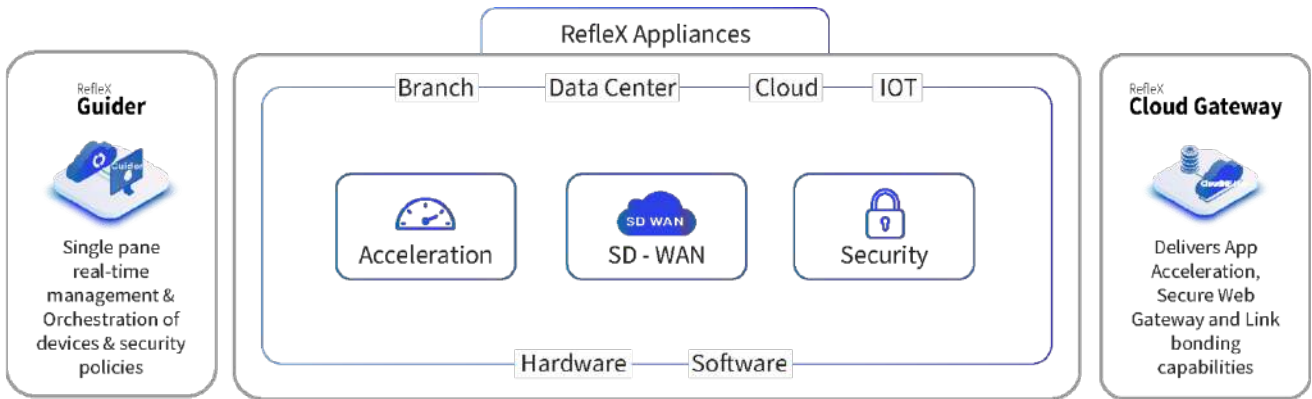 RefleX Appliances
RefleX
Guider
Guider
Single pane
real-time
management &
Orchestration of
devices & security
policies
Branch
Data Center
Cloud
IOT
Acceleration
SD WAN
SD - WAN
Security
Hardware
Software
RefleX
Cloud Gateway
Delivers App
Acceleration,
Secure Web
Gateway and Link
bonding
capabilities